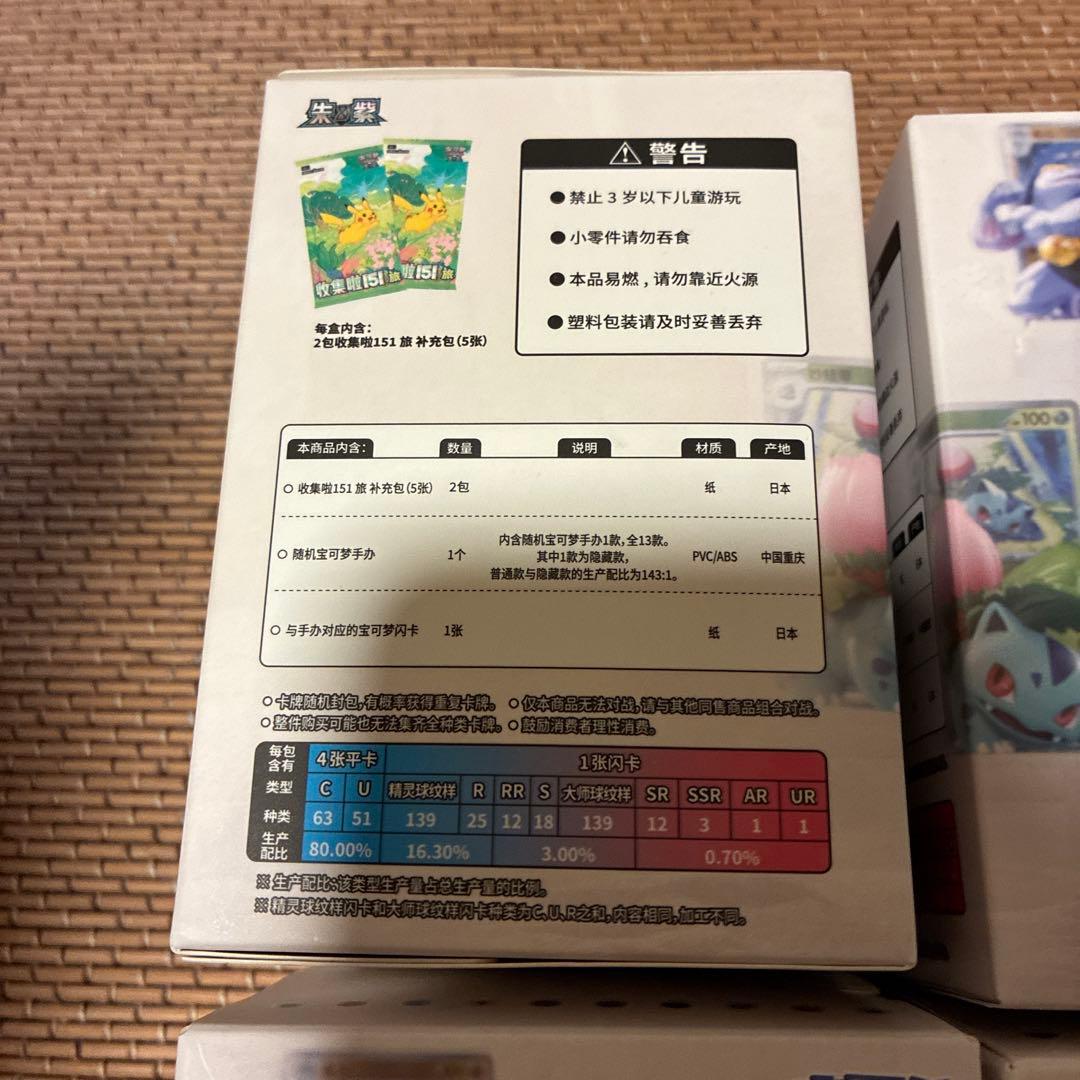 朱 紫
收集啦151 旅
收集啦151 旅
每盒内含：
2包收集啦151 旅 补充包(5张)
警告
●禁止 3 岁以下儿童游玩
●小零件请勿吞食
●本品易燃，请勿靠近火源
●塑料包装请及时妥善丢弃
本商品内含： 数量 说明 材质 产地
○ 收集啦151 旅 补充包(5张) 2包 纸 日本
○ 随机宝可梦手办 1个 内含随机宝可梦手办1款，全13款。 PVC/ABS 中国重庆
其中1款为隐藏款，
普通款与隐藏款的生产配比为143:1。
○ 与手办对应的宝可梦闪卡 1张 纸 日本
○卡牌随机封包，有概率获得重复卡牌。 ○仅本商品无法对战，请与其他同售商品组合对战。
○整件购买可能也无法集齐全种类卡牌。 ○鼓励消费者理性消费。
每包含有 4张平卡 1张闪卡
类型 C U 精灵球纹样 R RR S 大师球纹样 SR SSR AR UR
种类 63 51 139 25 12 18 139 12 3 1 1
生产配比 80.00% 16.30% 3.00% 0.70%
※生产配比：该类型生产量占总生产量的比例。
※精灵球纹样闪卡和大师球纹样闪卡种类为C、U、R之和，内容相同，加工不同。
100